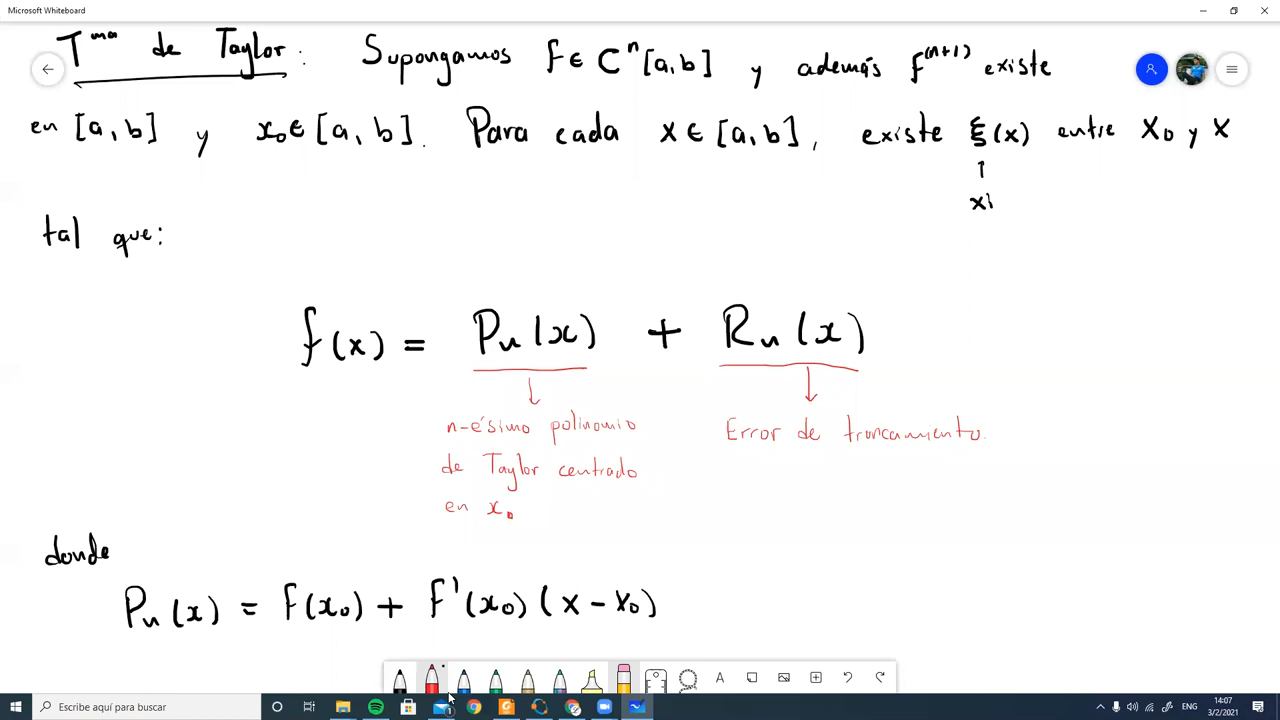 Microsoft Whiteboard
Tma de Taylor: Supongamos f ∈ Cⁿ[a,b] y además f⁽ⁿ⁺¹⁾ existe
en [a,b] y x₀ ∈ [a,b]. Para cada x ∈ [a,b], existe ξ(x) entre x₀ y x
↑
xi
tal que:
f(x) = Pₙ(x) + Rₙ(x)
n-ésimo polinomio
de Taylor centrado
en x₀
Error de truncamiento.
donde
Pₙ(x) = f(x₀) + f'(x₀)(x - x₀)
A
Escribe aquí para buscar
ENG
14:07
3/2/2021